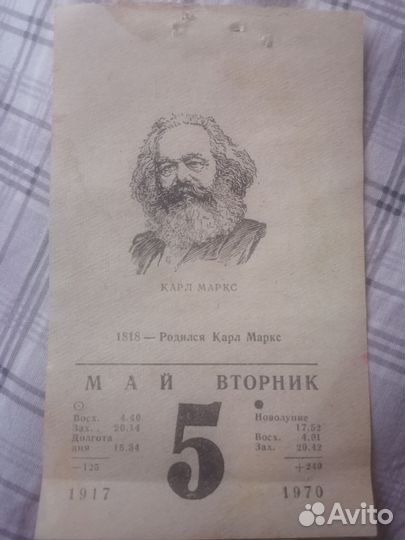 КАРЛ МАРКС
1818 — Родился Карл Маркс
МАЙ ВТОРНИК
Восх. 4.40
Зах. 20.14
Долгота
дня 15.34
—125
5
Новолуние
17.52
Восх. 4.01
Зах. 20.42
+240
1917 1970
Avito